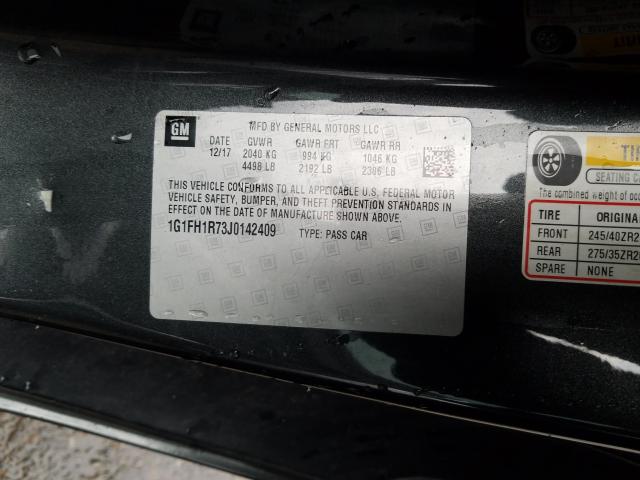 GM
MFD BY GENERAL MOTORS LLC
DATE GVWR GAWR FRT GAWR RR
12/17 2040 KG 994 KG 1046 KG
4498 LB 2192 LB 2306 LB
THIS VEHICLE CONFORMS TO ALL APPLICABLE U.S. FEDERAL MOTOR
VEHICLE SAFETY, BUMPER, AND THEFT PREVENTION STANDARDS IN
EFFECT ON THE DATE OF MANUFACTURE SHOWN ABOVE.
1G1FH1R73J0142409 TYPE: PASS CAR
TI
SEATING CA
The combined weight of occ
TIRE ORIGINA
FRONT 245/40ZR2
REAR 275/35ZR2
SPARE NONE